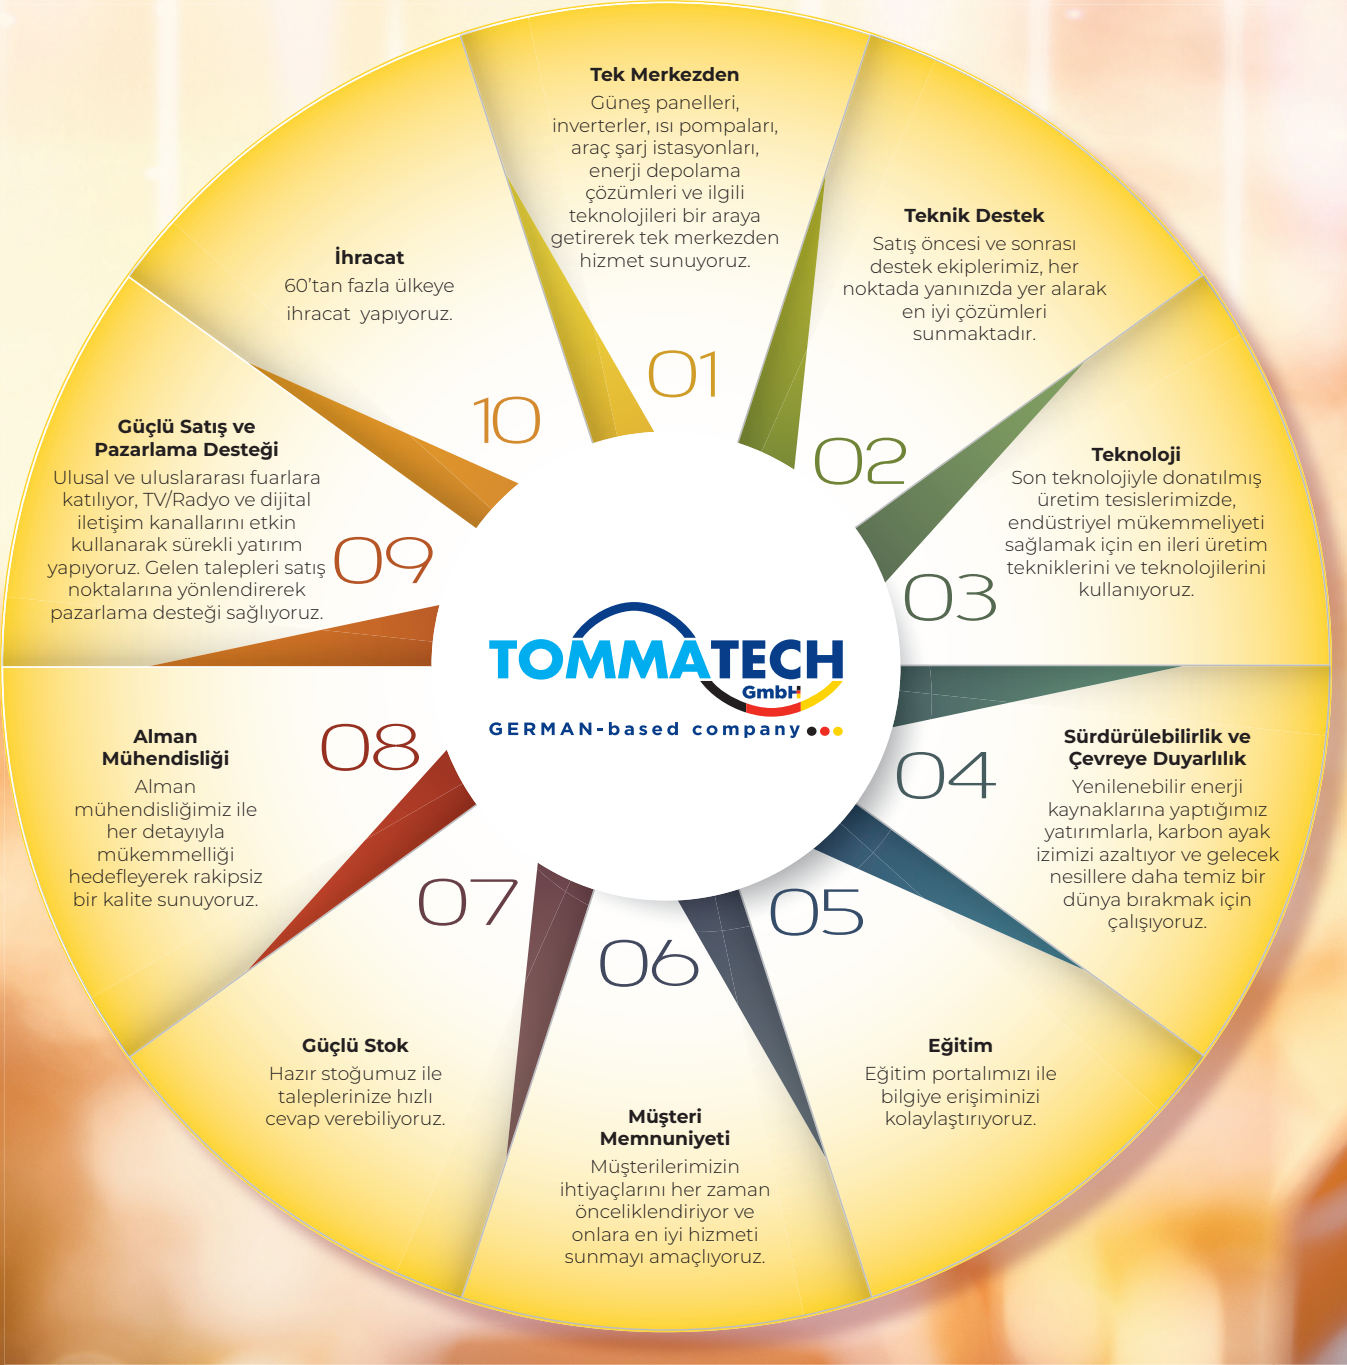 Tek Merkezden
Güneş panelleri,
inverterler, ısı pompaları,
araç şarj istasyonları,
enerji depolama
çözümleri ve ilgili
teknolojileri bir araya
getirerek tek merkezden
hizmet sunuyoruz.
01
Teknik Destek
Satış öncesi ve sonrası
destek ekiplerimiz, her
noktada yanınızda yer alarak
en iyi çözümleri
sunmaktadır.
02
Teknoloji
Son teknolojiyle donatılmış
üretim tesislerimizde,
endüstriyel mükemmeliyeti
sağlamak için en ileri üretim
tekniklerini ve teknolojilerini
kullanıyoruz.
03
Sürdürülebilirlik ve
Çevreye Duyarlılık
Yenilenebilir enerji
kaynaklarına yaptığımız
yatırımlarla, karbon ayak
izimizi azaltıyor ve gelecek
nesillere daha temiz bir
dünya bırakmak için
çalışıyoruz.
04
Eğitim
Eğitim portalımızı ile
bilgiye erişiminizi
kolaylaştırıyoruz.
05
Müşteri
Memnuniyeti
Müşterilerimizin
ihtiyaçlarını her zaman
önceliklendiriyor ve
onlara en iyi hizmeti
sunmayı amaçlıyoruz.
06
Güçlü Stok
Hazır stoğumuz ile
taleplerinize hızlı
cevap verebiliyoruz.
07
Alman
Mühendisliği
Alman
mühendisliğimiz ile
her detayıyla
mükemmelliği
hedefleyerek rakipsiz
bir kalite sunuyoruz.
08
Güçlü Satış ve
Pazarlama Desteği
Ulusal ve uluslararası fuarlara
katılıyor, TV/Radyo ve dijital
iletişim kanallarını etkin
kullanarak sürekli yatırım
yapıyoruz. Gelen talepleri satış
noktalarına yönlendirerek
pazarlama desteği sağlıyoruz.
09
İhracat
60'tan fazla ülkeye
ihracat yapıyoruz.
10
TOMMATECH
GmbH
GERMAN-based company